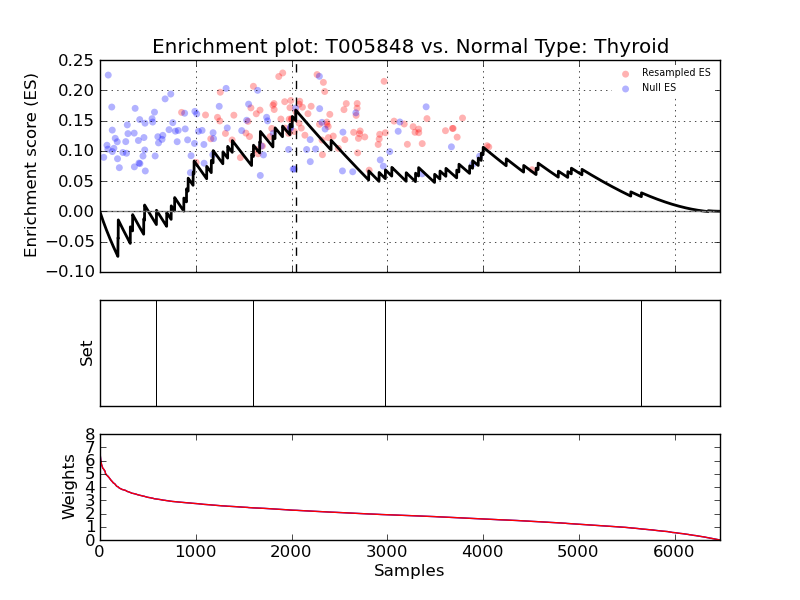 Enrichment plot: T005848 vs. Normal Type: Thyroid
Enrichment score (ES)
0.25
0.20
0.15
0.10
0.05
0.00
−0.05
−0.10
Resampled ES
Null ES
Set
Weights
8
7
6
5
4
3
2
1
0
0 1000 2000 3000 4000 5000 6000
Samples